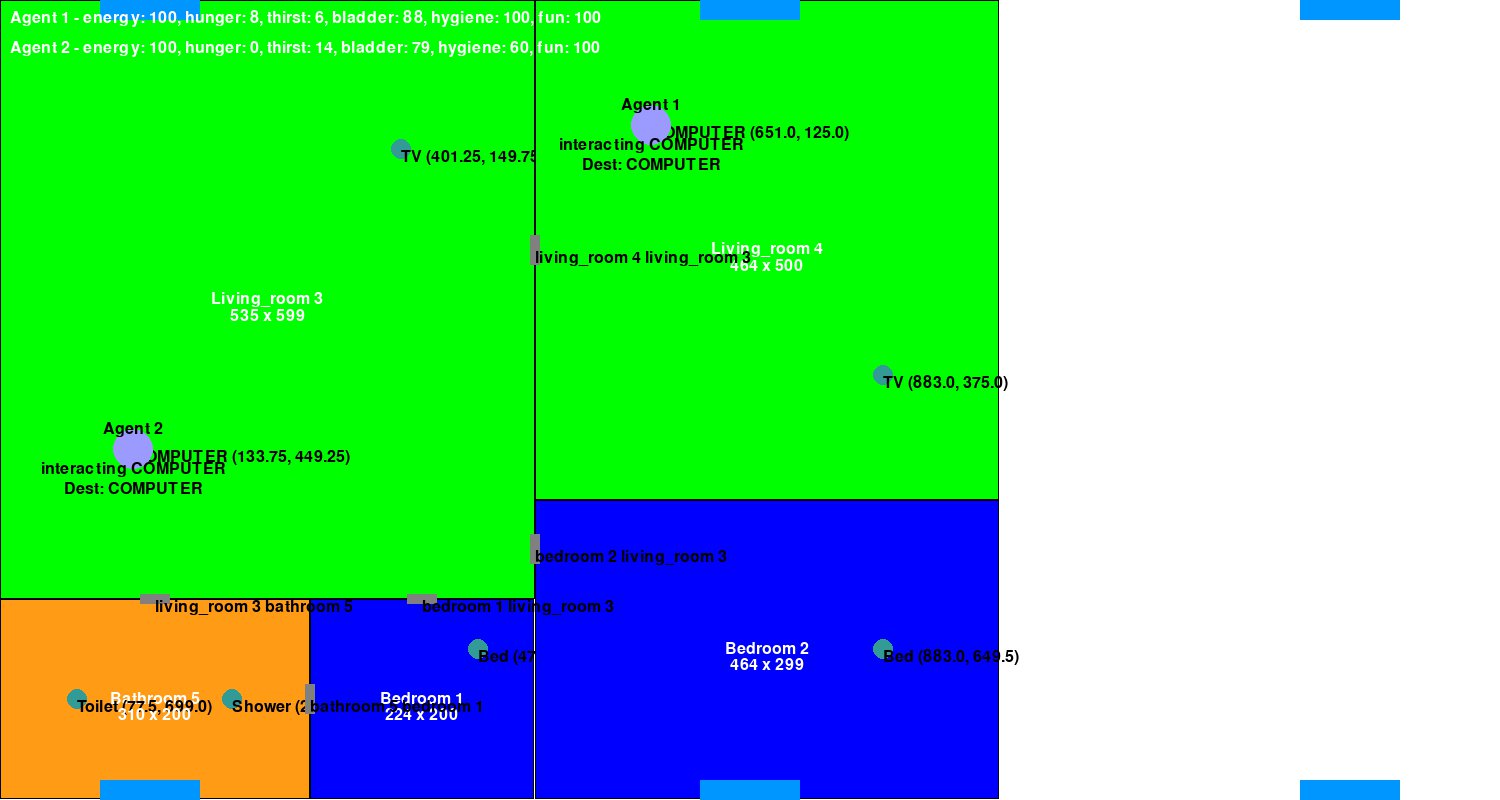 Agent 1 - energy: 100, hunger: 8, thirst: 6, bladder: 88, hygiene: 100, fun: 100
Agent 2 - energy: 100, hunger: 0, thirst: 14, bladder: 79, hygiene: 60, fun: 100
Agent 1
OMPUTER (651.0, 125.0)
interacting COMPUTER
Dest: COMPUTER
TV (401.25, 149.75
Living_room 4
464 x 500
living_room 4 living_room 3
Living_room 3
535 x 599
TV (883.0, 375.0)
Agent 2
OMPUTER (133.75, 449.25)
interacting COMPUTER
Dest: COMPUTER
bedroom 2 living_room 3
living_room 3 bathroom 5
bedroom 1 living_room 3
Bed (47
Bedroom 2
464 x 299
Bed (883.0, 649.5)
Bathroom 5
310 x 200
Toilet (77.5, 699.0)
Shower (2
bathroom 5 bedroom 1
Bedroom 1
224 x 200